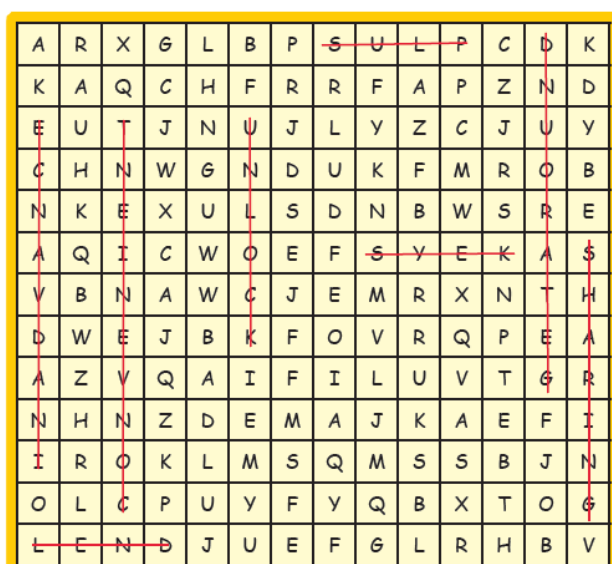 A R X G L B P S U L P C D K
K A Q C H F R R F A P Z N D
E U T J N U J L Y Z C J U Y
C H N W G N D U K F M R O B
N K E X U L S D N B W S R E
A Q I C W O E F S Y E K A S
V B N A W C J E M R X N T H
D W E J B K F O V R Q P E A
A Z V Q A I F I L U V T G R
N H N Z D E M A J K A E F I
I R O K L M S Q M S S B J N
O L C P U Y F Y Q B X T O G
L E N D J U E F G L R H B V